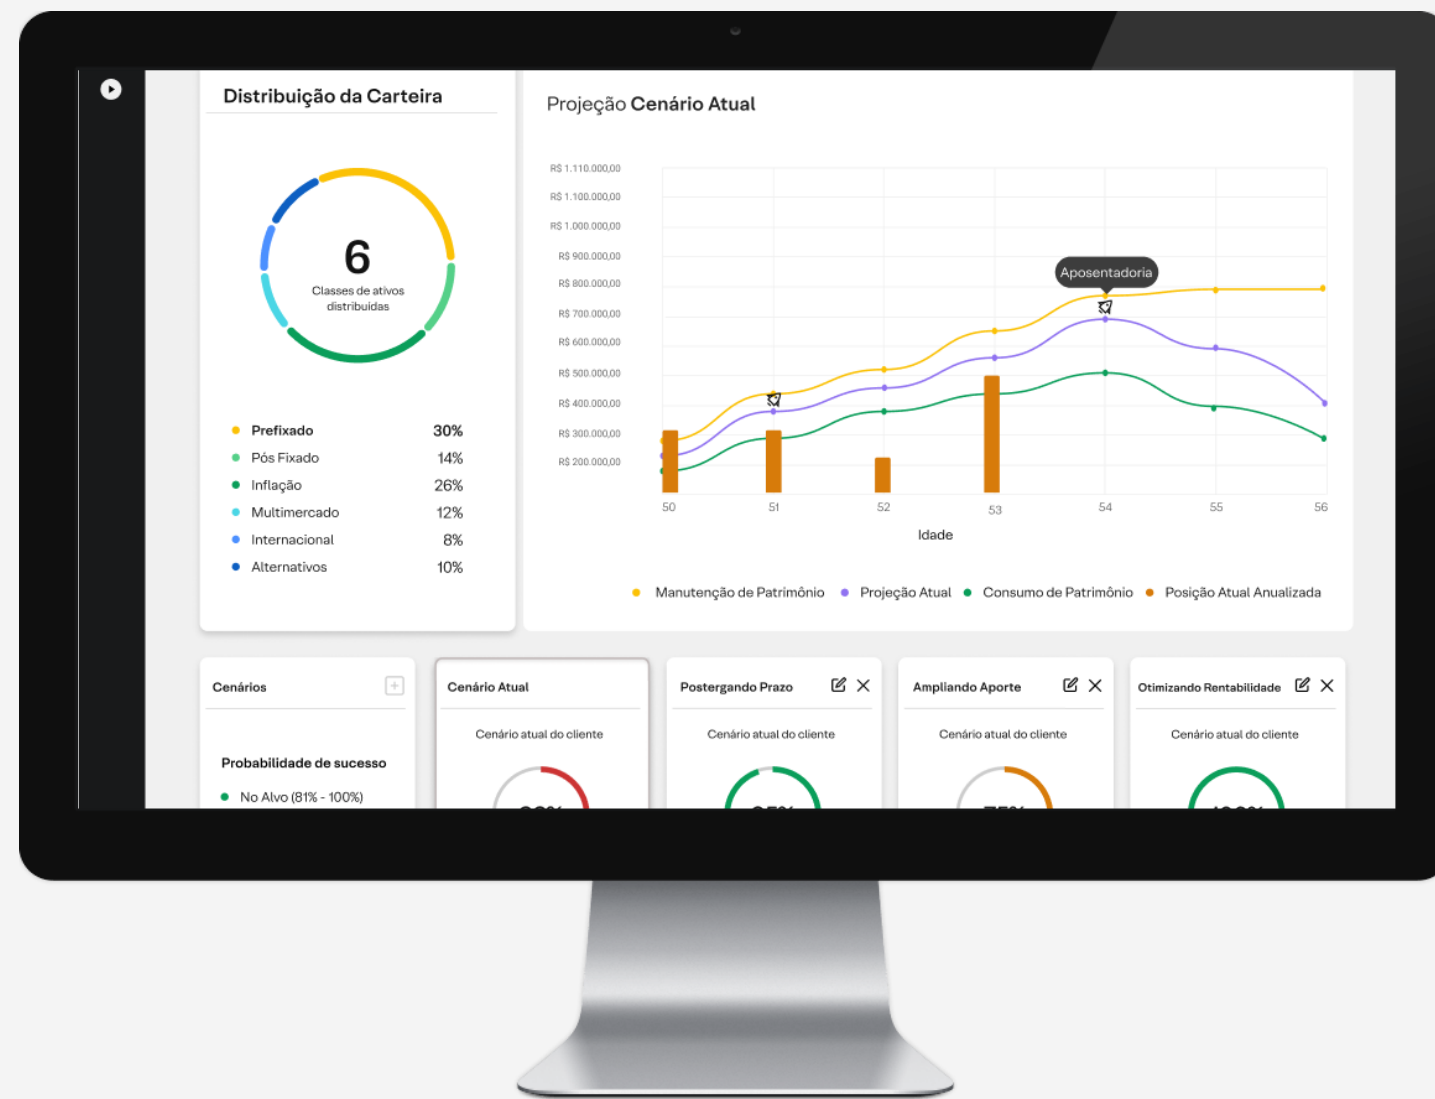 Distribuição da Carteira
6
Classes de ativos
distribuidas
Prefixado 30%
Pós Fixado 14%
Inflação 26%
Multimercado 12%
Internacional 8%
Alternativos 10%
Projeção Cenário Atual
R$ 1.110.000,00
R$ 1.100.000,00
R$ 1.000.000,00
R$ 900.000,00
R$ 800.000,00
R$ 700.000,00
R$ 600.000,00
R$ 500.000,00
R$ 400.000,00
R$ 300.000,00
R$ 200.000,00
Aposentadoria
50 51 52 53 54 55 56
Idade
Manutenção de Patrimônio Projeção Atual Consumo de Patrimônio Posição Atual Anualizada
Cenários
Probabilidade de sucesso
No Alvo (81% - 100%)
Cenário Atual
Cenário atual do cliente
Postergando Prazo
Cenário atual do cliente
Ampliando Aporte
Cenário atual do cliente
Otimizando Rentabilidade
Cenário atual do cliente